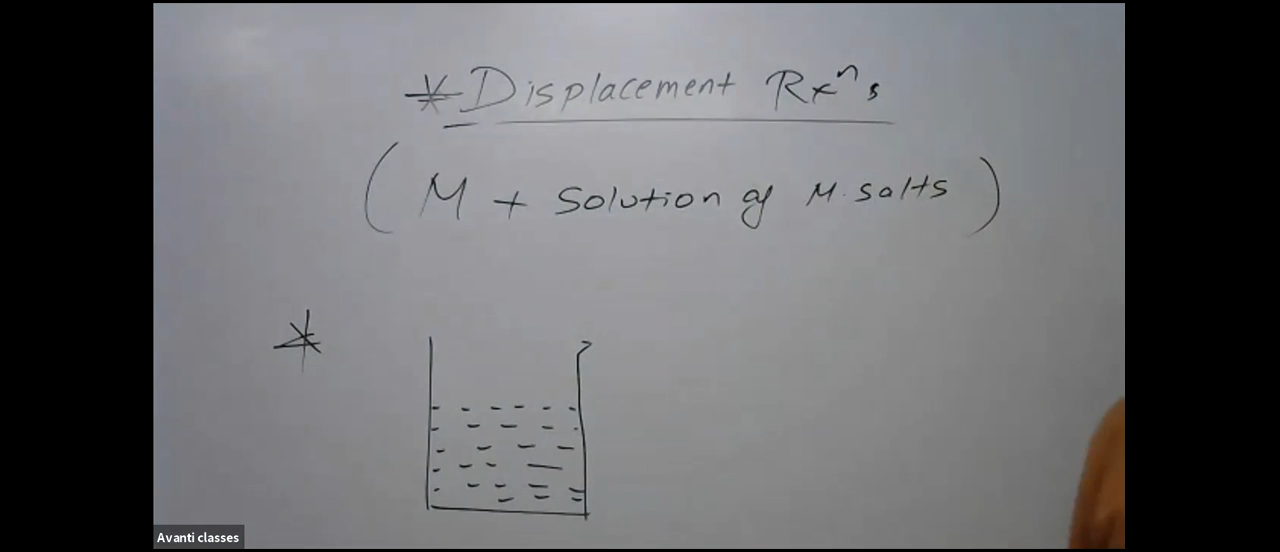 * Displacement Rxⁿs
( M + Solution of M. salts )
*
Avanti classes